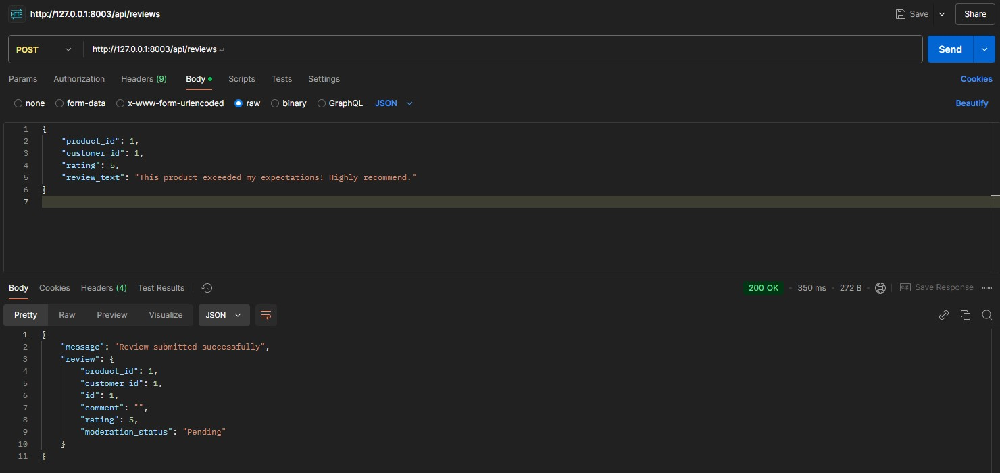 HTTP http://127.0.0.1:8003/api/reviews Save Share
POST http://127.0.0.1:8003/api/reviews Send
Params Authorization Headers (9) Body Scripts Tests Settings Cookies
none form-data x-www-form-urlencoded raw binary GraphQL JSON Beautify
1 {
2 "product_id": 1,
3 "customer_id": 1,
4 "rating": 5,
5 "review_text": "This product exceeded my expectations! Highly recommend."
6 }
7
Body Cookies Headers (4) Test Results 200 OK • 350 ms • 272 B • Save Response
Pretty Raw Preview Visualize JSON
1 {
2 "message": "Review submitted successfully",
3 "review": {
4 "product_id": 1,
5 "customer_id": 1,
6 "id": 1,
7 "comment": "",
8 "rating": 5,
9 "moderation_status": "Pending"
10 }
11 }